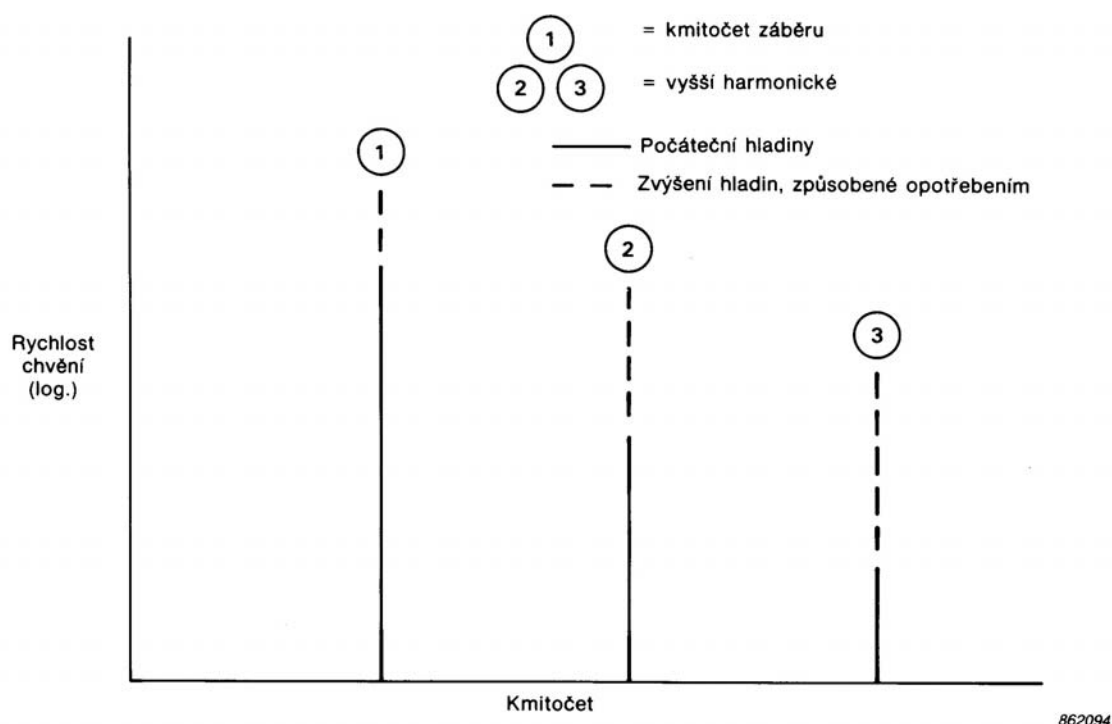 1 = kmitočet záběru
2 3 = vyšší harmonické
Počáteční hladiny
Zvýšení hladin, způsobené opotřebením
1
2
3
Rychlost
chvění
(log.)
Kmitočet
862094